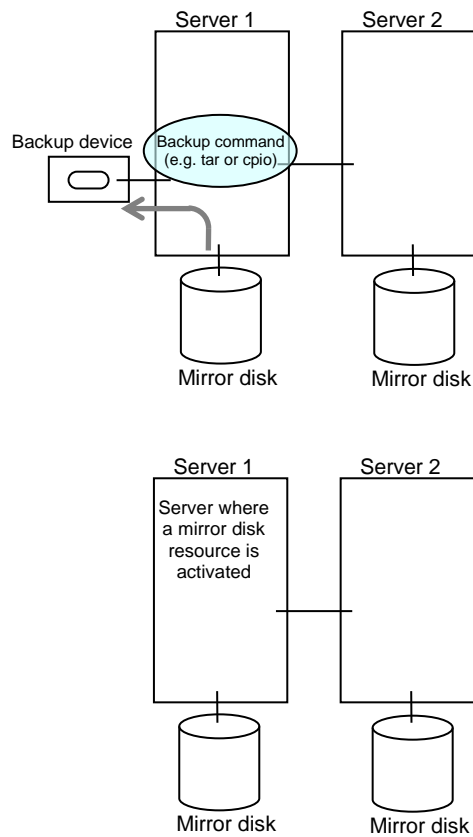 Server 1
Server 2
Backup device
Backup command
(e.g. tar or cpio)
Mirror disk
Mirror disk
Server 1
Server 2
Server where
a mirror disk
resource is
activated
Mirror disk
Mirror disk